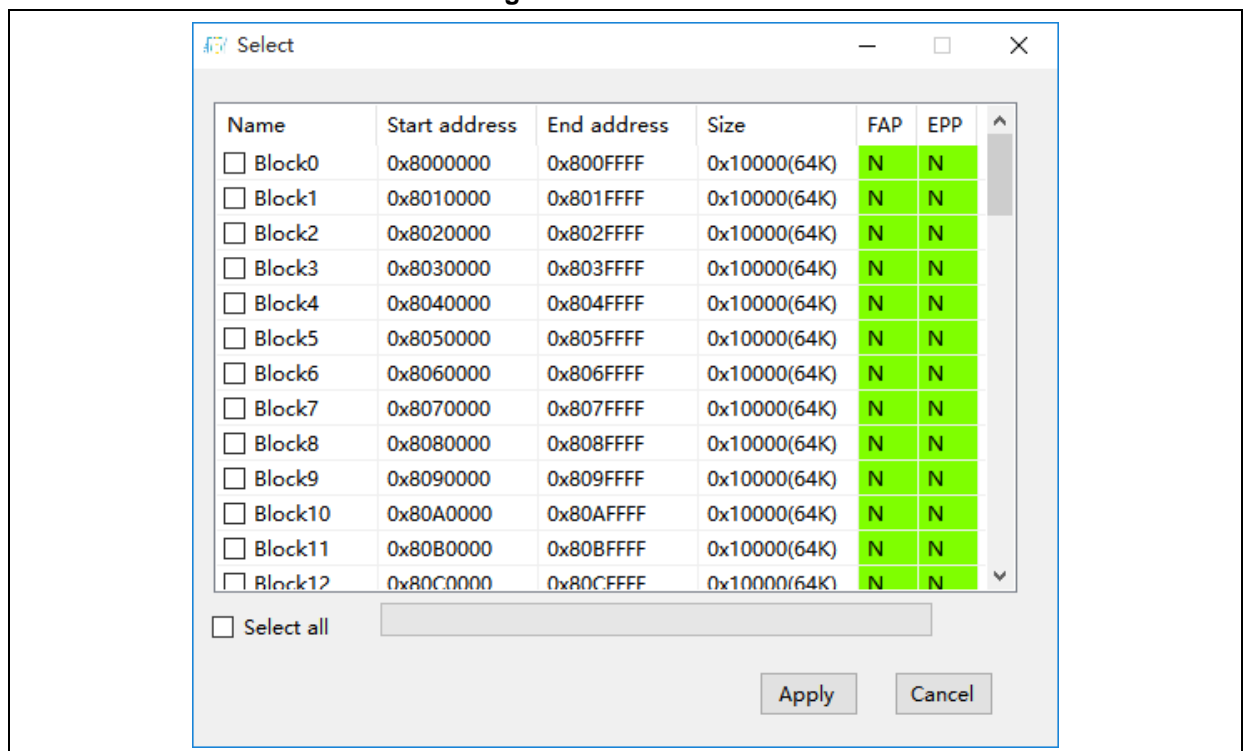 Select
Name Start address End address Size FAP EPP
Block0 0x8000000 0x800FFFF 0x10000(64K) N N
Block1 0x8010000 0x801FFFF 0x10000(64K) N N
Block2 0x8020000 0x802FFFF 0x10000(64K) N N
Block3 0x8030000 0x803FFFF 0x10000(64K) N N
Block4 0x8040000 0x804FFFF 0x10000(64K) N N
Block5 0x8050000 0x805FFFF 0x10000(64K) N N
Block6 0x8060000 0x806FFFF 0x10000(64K) N N
Block7 0x8070000 0x807FFFF 0x10000(64K) N N
Block8 0x8080000 0x808FFFF 0x10000(64K) N N
Block9 0x8090000 0x809FFFF 0x10000(64K) N N
Block10 0x80A0000 0x80AFFFF 0x10000(64K) N N
Block11 0x80B0000 0x80BFFFF 0x10000(64K) N N
Block12 0x80C0000 0x80CFFFF 0x10000(64K) N N
Select all
Apply Cancel